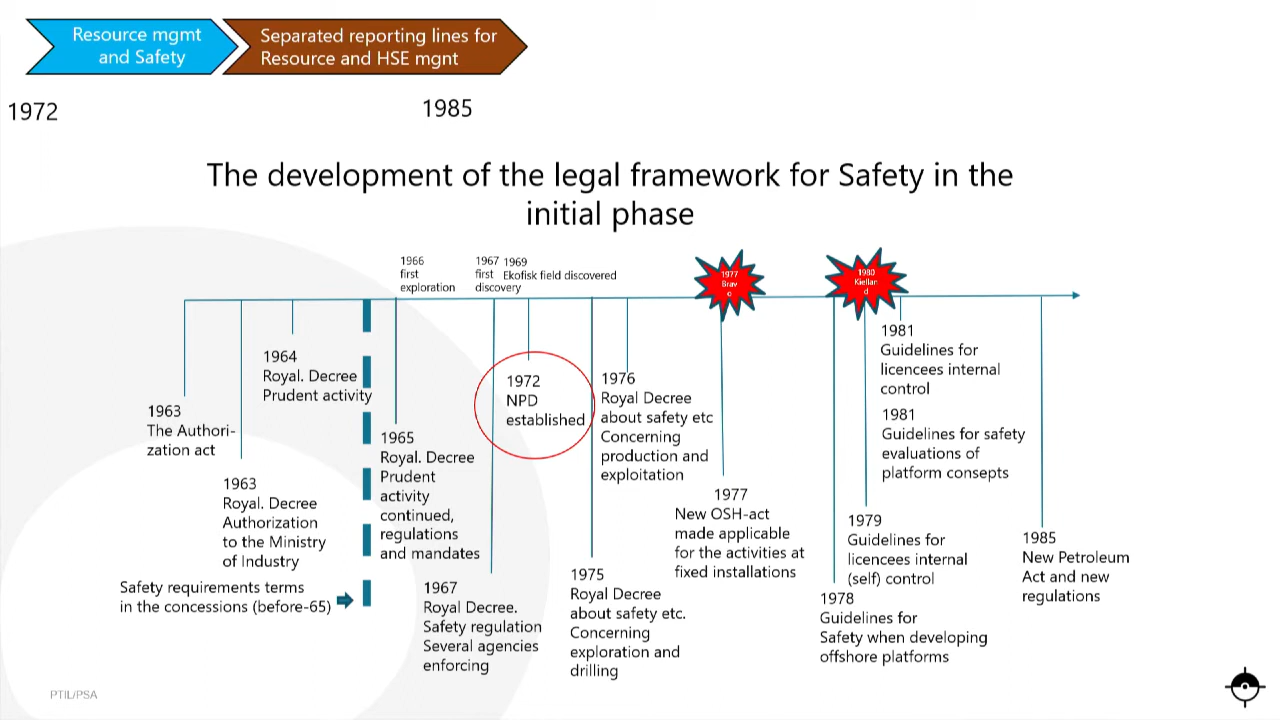 Resource mgmt
and Safety
Separated reporting lines for
Resource and HSE mgnt
1972
1985
The development of the legal framework for Safety in the
initial phase
1966
first
exploration
1967
first
discovery
1969
Ekofisk field discovered
1977
Brav
o
1980
Kiellan
d
1963
The Authori-
zation act
1963
Royal. Decree
Authorization
to the Ministry
of Industry
1964
Royal. Decree
Prudent activity
Safety requirements terms
in the concessions (before-65)
1965
Royal. Decree
Prudent
activity
continued,
regulations
and mandates
1967
Royal Decree.
Safety regulation
Several agencies
enforcing
1972
NPD
established
1975
Royal Decree
about safety etc.
Concerning
exploration and
drilling
1976
Royal Decree
about safety etc
Concerning
production and
exploitation
1977
New OSH-act
made applicable
for the activities at
fixed installations
1978
Guidelines for
Safety when developing
offshore platforms
1979
Guidelines for
licencees internal
(self) control
1981
Guidelines for
licencees internal
control
1981
Guidelines for safety
evaluations of
platform consepts
1985
New Petroleum
Act and new
regulations
PTIL/PSA